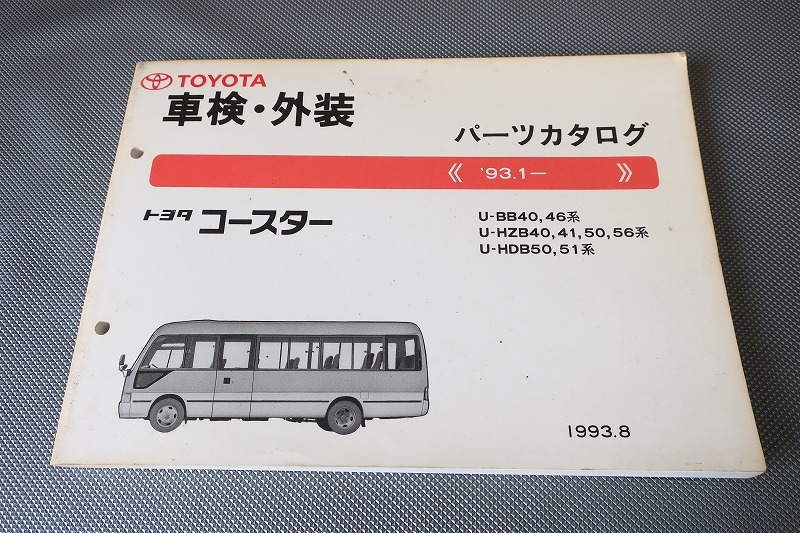 TOYOTA
車検・外装
パーツカタログ
《 '93.1ー 》
トヨタ コースター
U-BB40,46系
U-HZB40,41,50,56系
U-HDB50,51系
1993.8